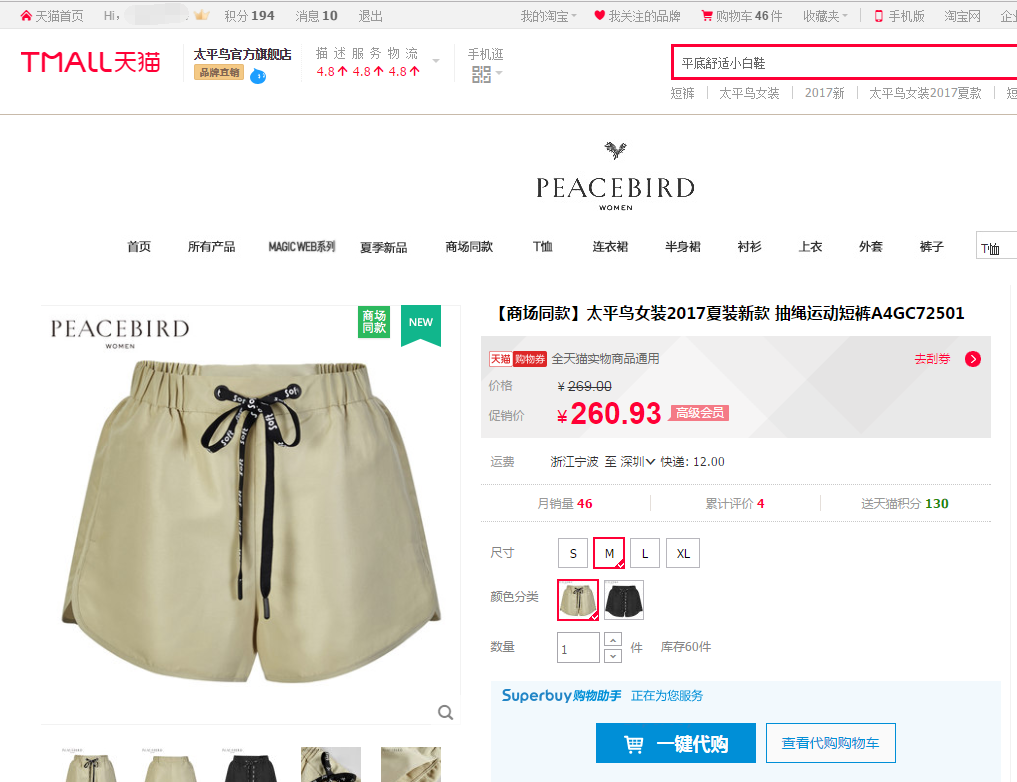 天猫首页 Hi， 积分 194 消息 10 退出 我的淘宝 我关注的品牌 购物车 46 件 收藏夹 手机版 淘宝网
TMALL天猫 太平鸟官方旗舰店 描 述 服 务 物 流 手机逛
品牌直销 4.8 4.8 4.8
平底舒适小白鞋
短裤 太平鸟女装 2017新 太平鸟女装2017夏款
PEACEBIRD
WOMEN
首页 所有产品 MAGIC WEB系列 夏季新品 商场同款 T恤 连衣裙 半身裙 衬衫 上衣 外套 裤子 T恤
PEACEBIRD
WOMEN
商场
同款
NEW
Soft
【商场同款】太平鸟女装2017夏装新款 抽绳运动短裤A4GC72501
天猫 购物券 全天猫实物商品通用 去刮券
价格 ¥ 269.00
促销价 ¥ 260.93 高级会员
运费 浙江宁波 至 深圳 快递: 12.00
月销量 46 累计评价 4 送天猫积分 130
尺寸 S M L XL
颜色分类
数量 1 件 库存60件
Superbuy购物助手 正在为您服务
一键代购 查看代购购物车